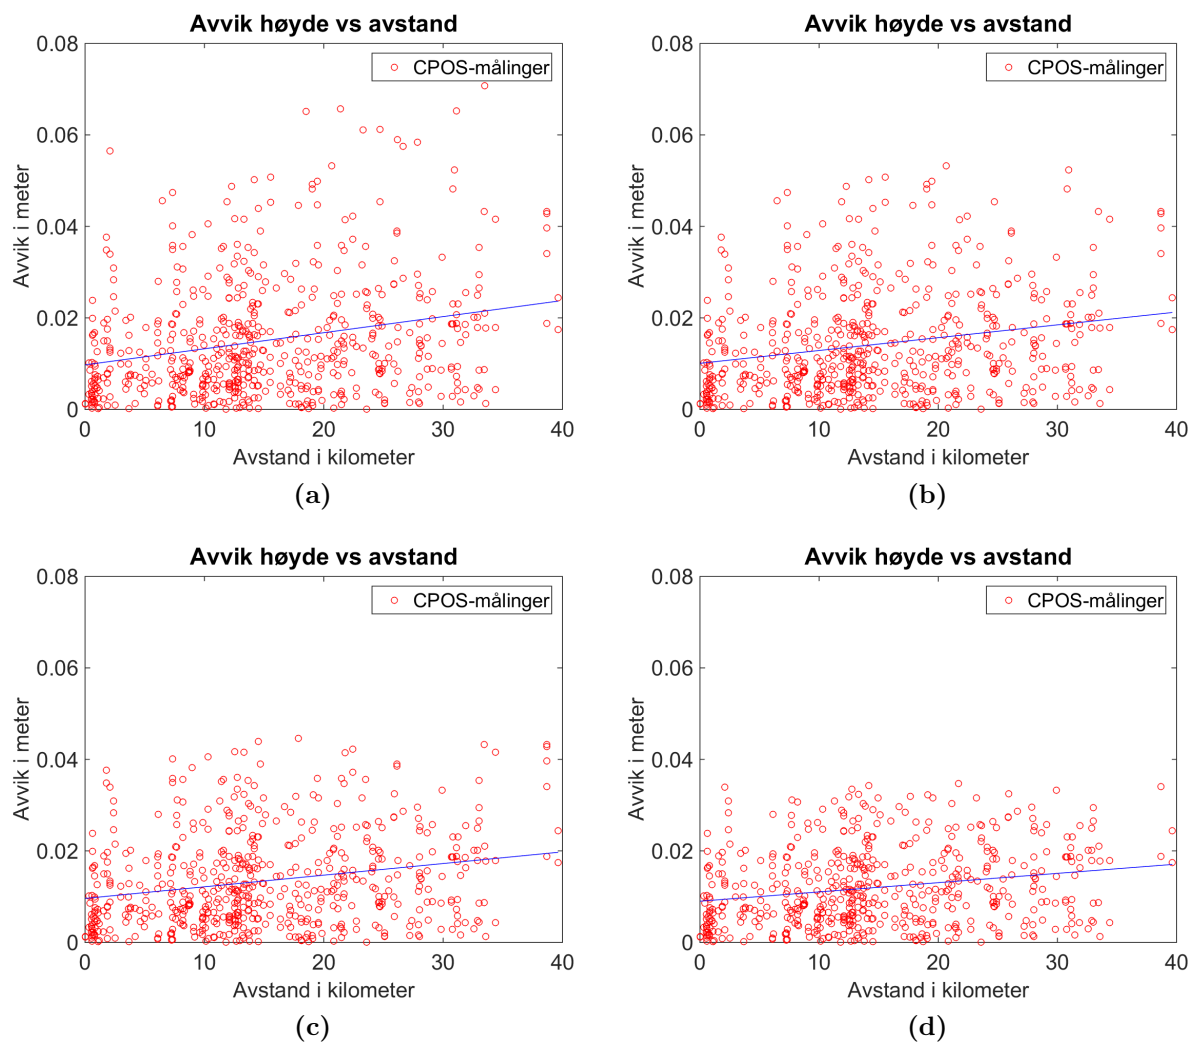 Avvik høyde vs avstand
CPOS-målinger
0.08
0.06
0.04
0.02
0
Avvik i meter
0 10 20 30 40
Avstand i kilometer
(a)
Avvik høyde vs avstand
CPOS-målinger
0.08
0.06
0.04
0.02
0
Avvik i meter
0 10 20 30 40
Avstand i kilometer
(b)
Avvik høyde vs avstand
CPOS-målinger
0.08
0.06
0.04
0.02
0
Avvik i meter
0 10 20 30 40
Avstand i kilometer
(c)
Avvik høyde vs avstand
CPOS-målinger
0.08
0.06
0.04
0.02
0
Avvik i meter
0 10 20 30 40
Avstand i kilometer
(d)